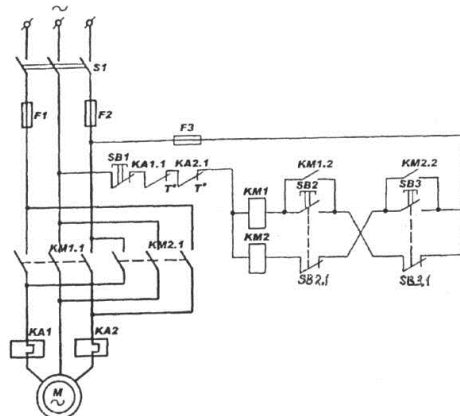 ~
S1
F1
F2
F3
SB1 KA1.1 KA2.1
T° T°
KM1.2
KM2.2
SB2
SB3
KM1
KM2
KM1.1
KM2.1
SB2.1
SB3.1
KA1
KA2
M
~